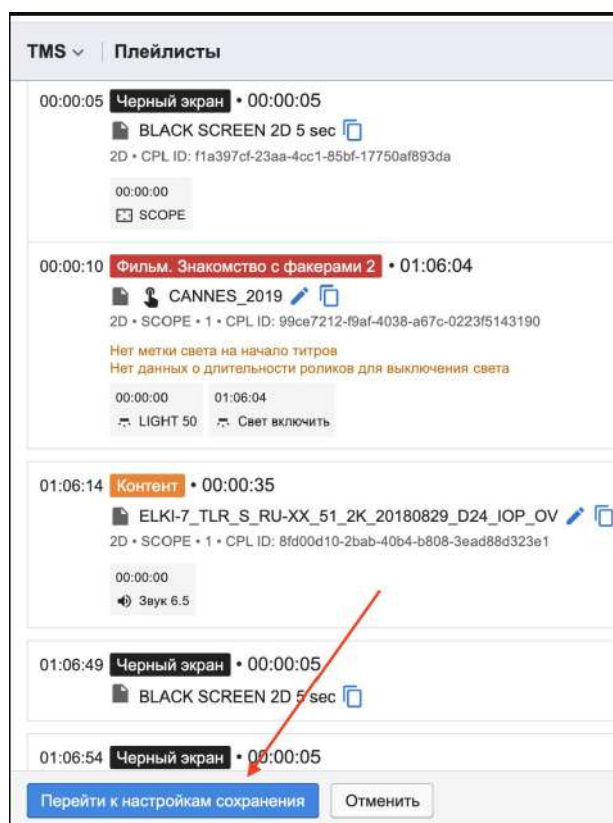 TMS Плейлисты
00:00:05 Черный экран • 00:00:05
BLACK SCREEN 2D 5 sec
2D • CPL ID: f1a397cf-23aa-4cc1-85bf-17750af893da
00:00:00
SCOPE
00:00:10 Фильм. Знакомство с факерами 2 • 01:06:04
CANNES_2019
2D • SCOPE • 1 • CPL ID: 99ce7212-f9af-4038-a67c-0223f5143190
Нет метки света на начало титров
Нет данных о длительности роликов для выключения света
00:00:00 01:06:04
LIGHT 50 Свет включить
01:06:14 Контент • 00:00:35
ELKI-7_TLR_S_RU-XX_51_2K_20180829_D24_IOP_OV
2D • SCOPE • 1 • CPL ID: 8fd00d10-2bab-40b4-b808-3ead88d323e1
00:00:00
Звук 6.5
01:06:49 Черный экран • 00:00:05
BLACK SCREEN 2D 5 sec
01:06:54 Черный экран • 00:00:05
Перейти к настройкам сохранения Отменить